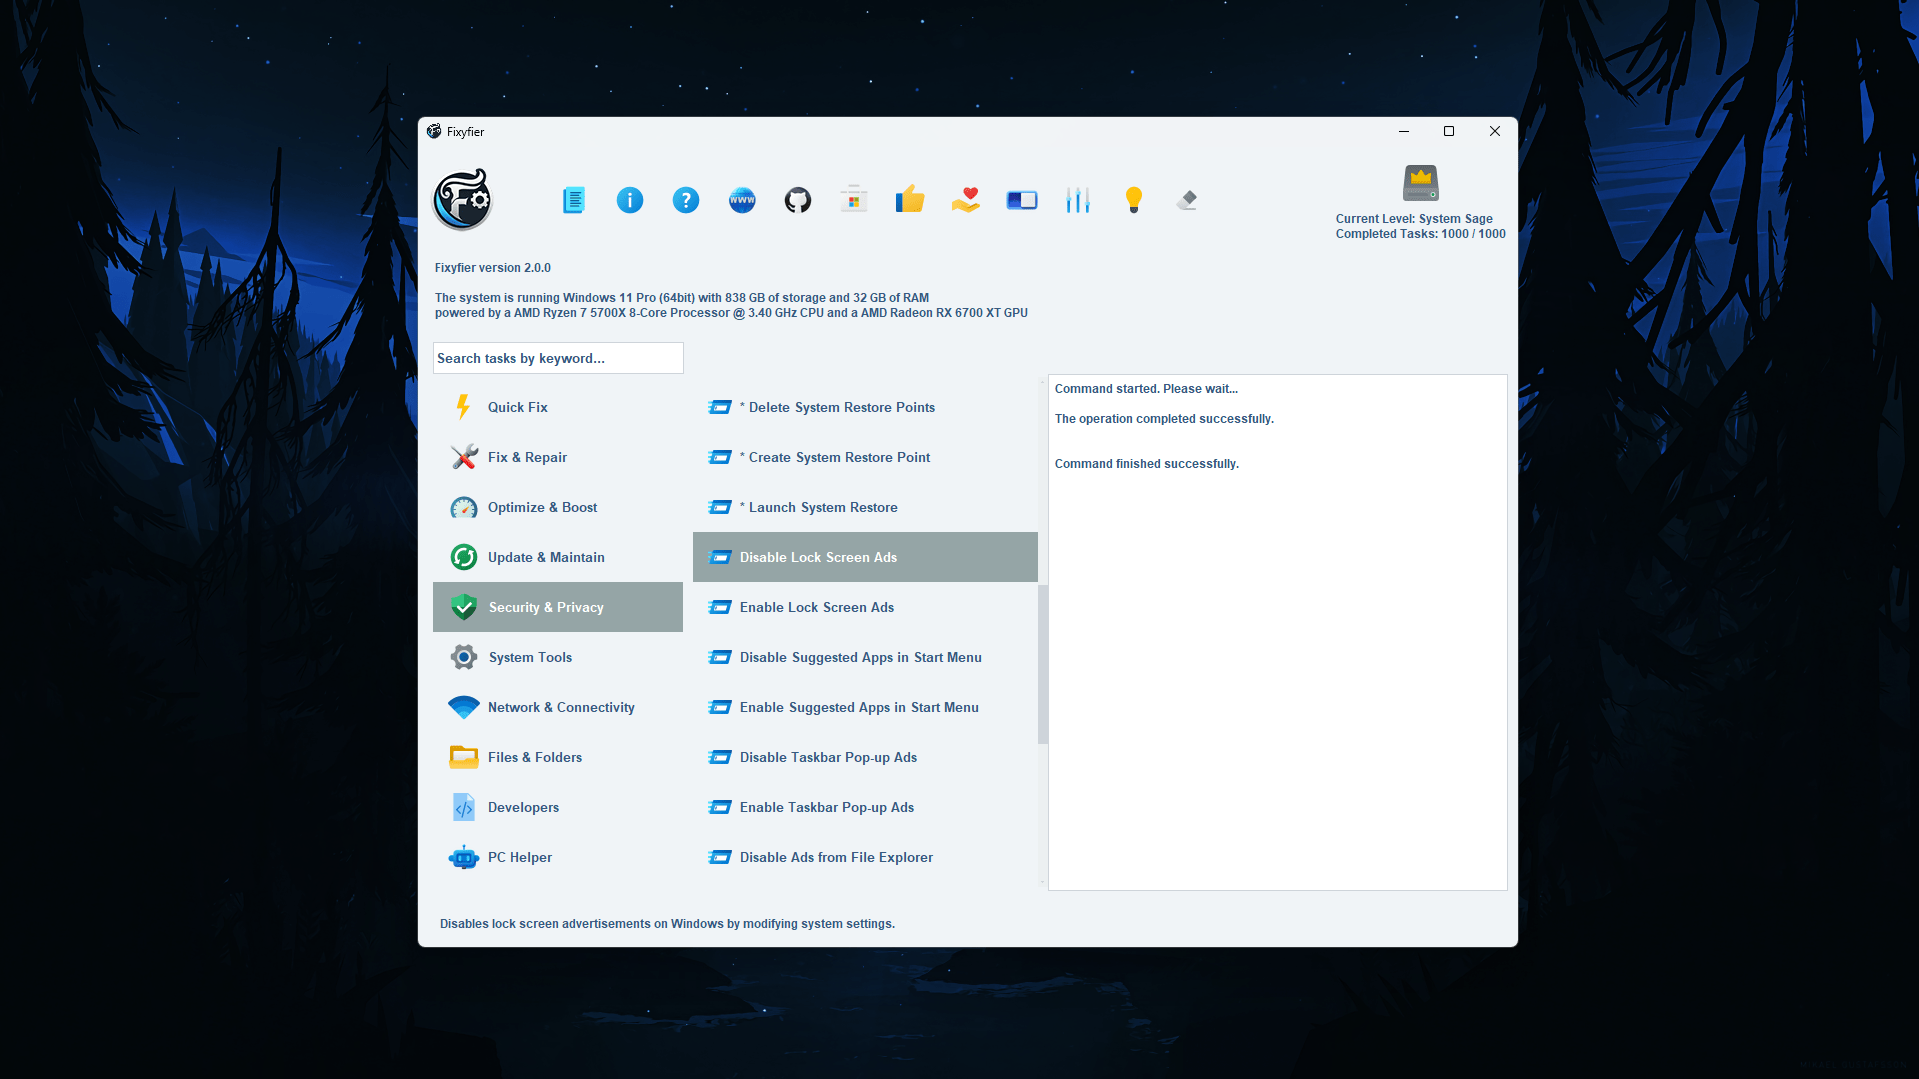 Fixyfier
WWW
Current Level: System Sage
Completed Tasks: 1000 / 1000
Fixyfier version 2.0.0
The system is running Windows 11 Pro (64bit) with 838 GB of storage and 32 GB of RAM
powered by a AMD Ryzen 7 5700X 8-Core Processor @ 3.40 GHz CPU and a AMD Radeon RX 6700 XT GPU
Search tasks by keyword...
Quick Fix
Fix & Repair
Optimize & Boost
Update & Maintain
Security & Privacy
System Tools
Network & Connectivity
Files & Folders
Developers
PC Helper
* Delete System Restore Points
* Create System Restore Point
* Launch System Restore
Disable Lock Screen Ads
Enable Lock Screen Ads
Disable Suggested Apps in Start Menu
Enable Suggested Apps in Start Menu
Disable Taskbar Pop-up Ads
Enable Taskbar Pop-up Ads
Disable Ads from File Explorer
Command started. Please wait...
The operation completed successfully.
Command finished successfully.
Disables lock screen advertisements on Windows by modifying system settings.